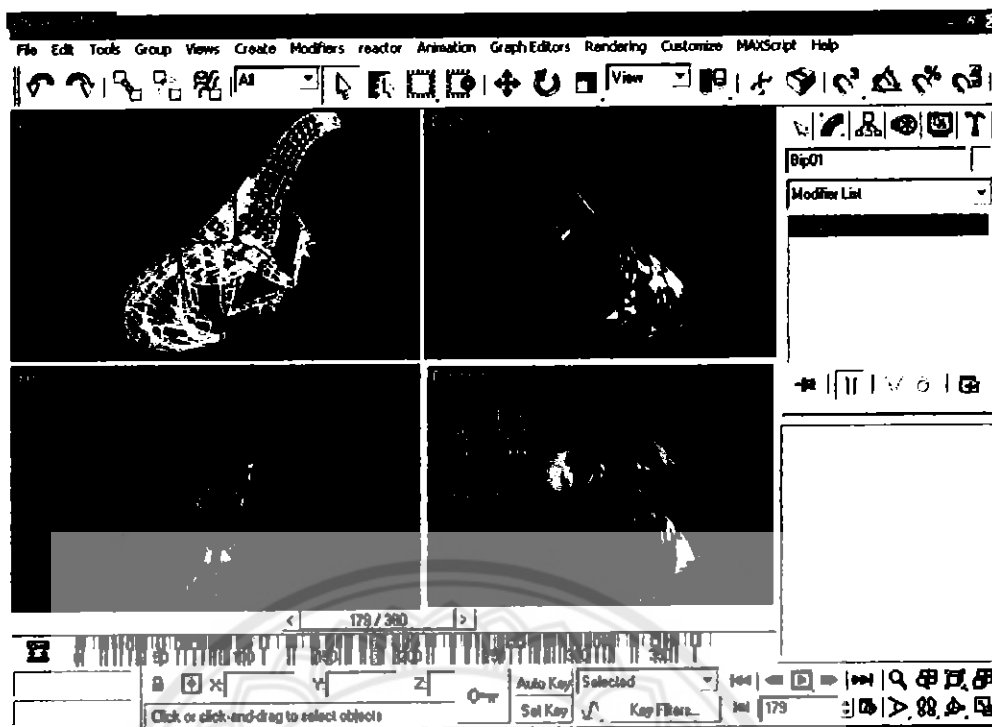 File Edit Tools Group Views Create Modifiers reactor Animation Graph Editors Rendering Customize MAXScript Help
All
View
Bip01
Modifier List
179 / 380
X:
Y:
Z:
Auto Key
Selected
Click or click-and-drag to select objects
Set Key
Key Filters...
179